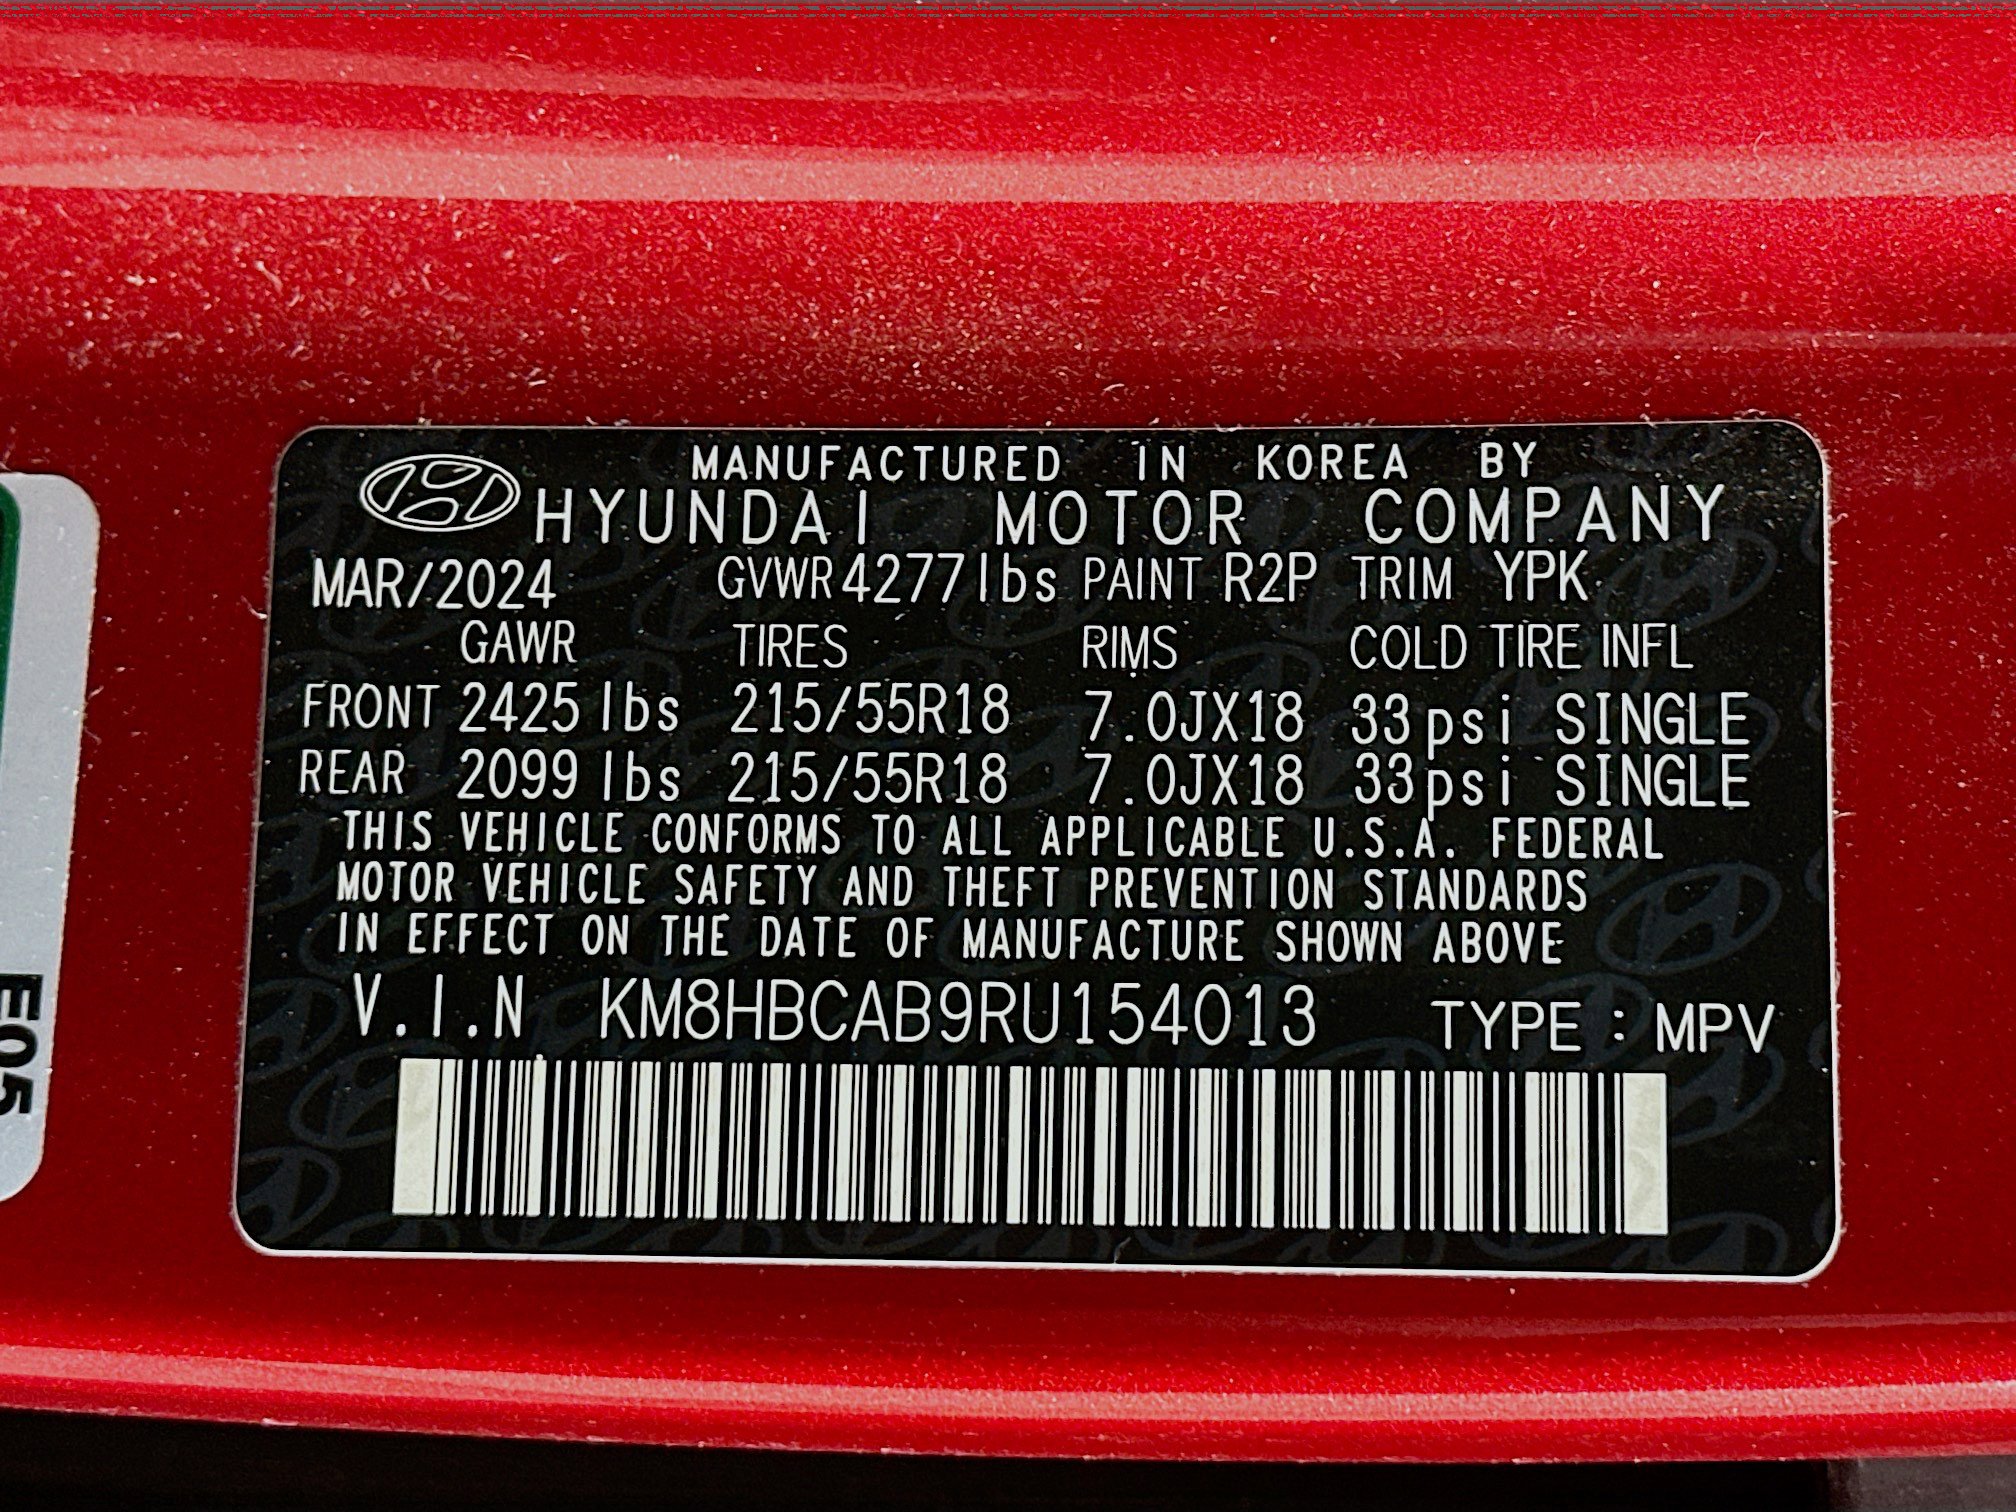 MANUFACTURED IN KOREA BY
HYUNDAI MOTOR COMPANY
MAR/2024 GVWR 4277 lbs PAINT R2P TRIM YPK
GAWR TIRES RIMS COLD TIRE INFL
FRONT 2425 lbs 215/55R18 7.0JX18 33psi SINGLE
REAR 2099 lbs 215/55R18 7.0JX18 33psi SINGLE
THIS VEHICLE CONFORMS TO ALL APPLICABLE U.S.A. FEDERAL
MOTOR VEHICLE SAFETY AND THEFT PREVENTION STANDARDS
IN EFFECT ON THE DATE OF MANUFACTURE SHOWN ABOVE
V.I.N KM8HBCAB9RU154013 TYPE : MPV
E05